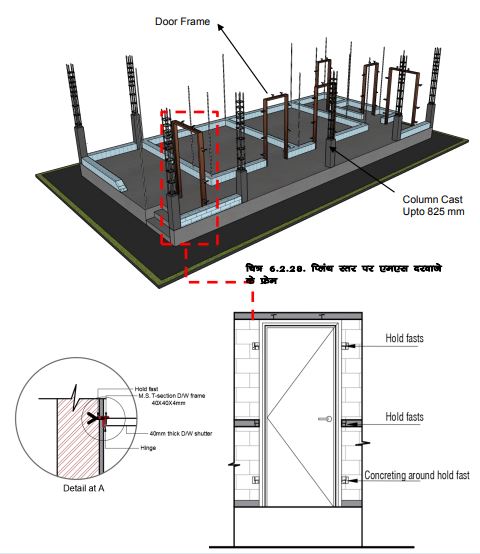 Door Frame
Column Cast
Upto 825 mm
चित्र 6.2.28. प्लिंथ स्तर पर एमएस दरवाजे
के फ्रेम
Hold fasts
Hold fast
M.S. T-section D/W frame
40X40X4mm
Hold fasts
40mm thick D/W shutter
Hinge
Concreting around hold fast
Detail at A